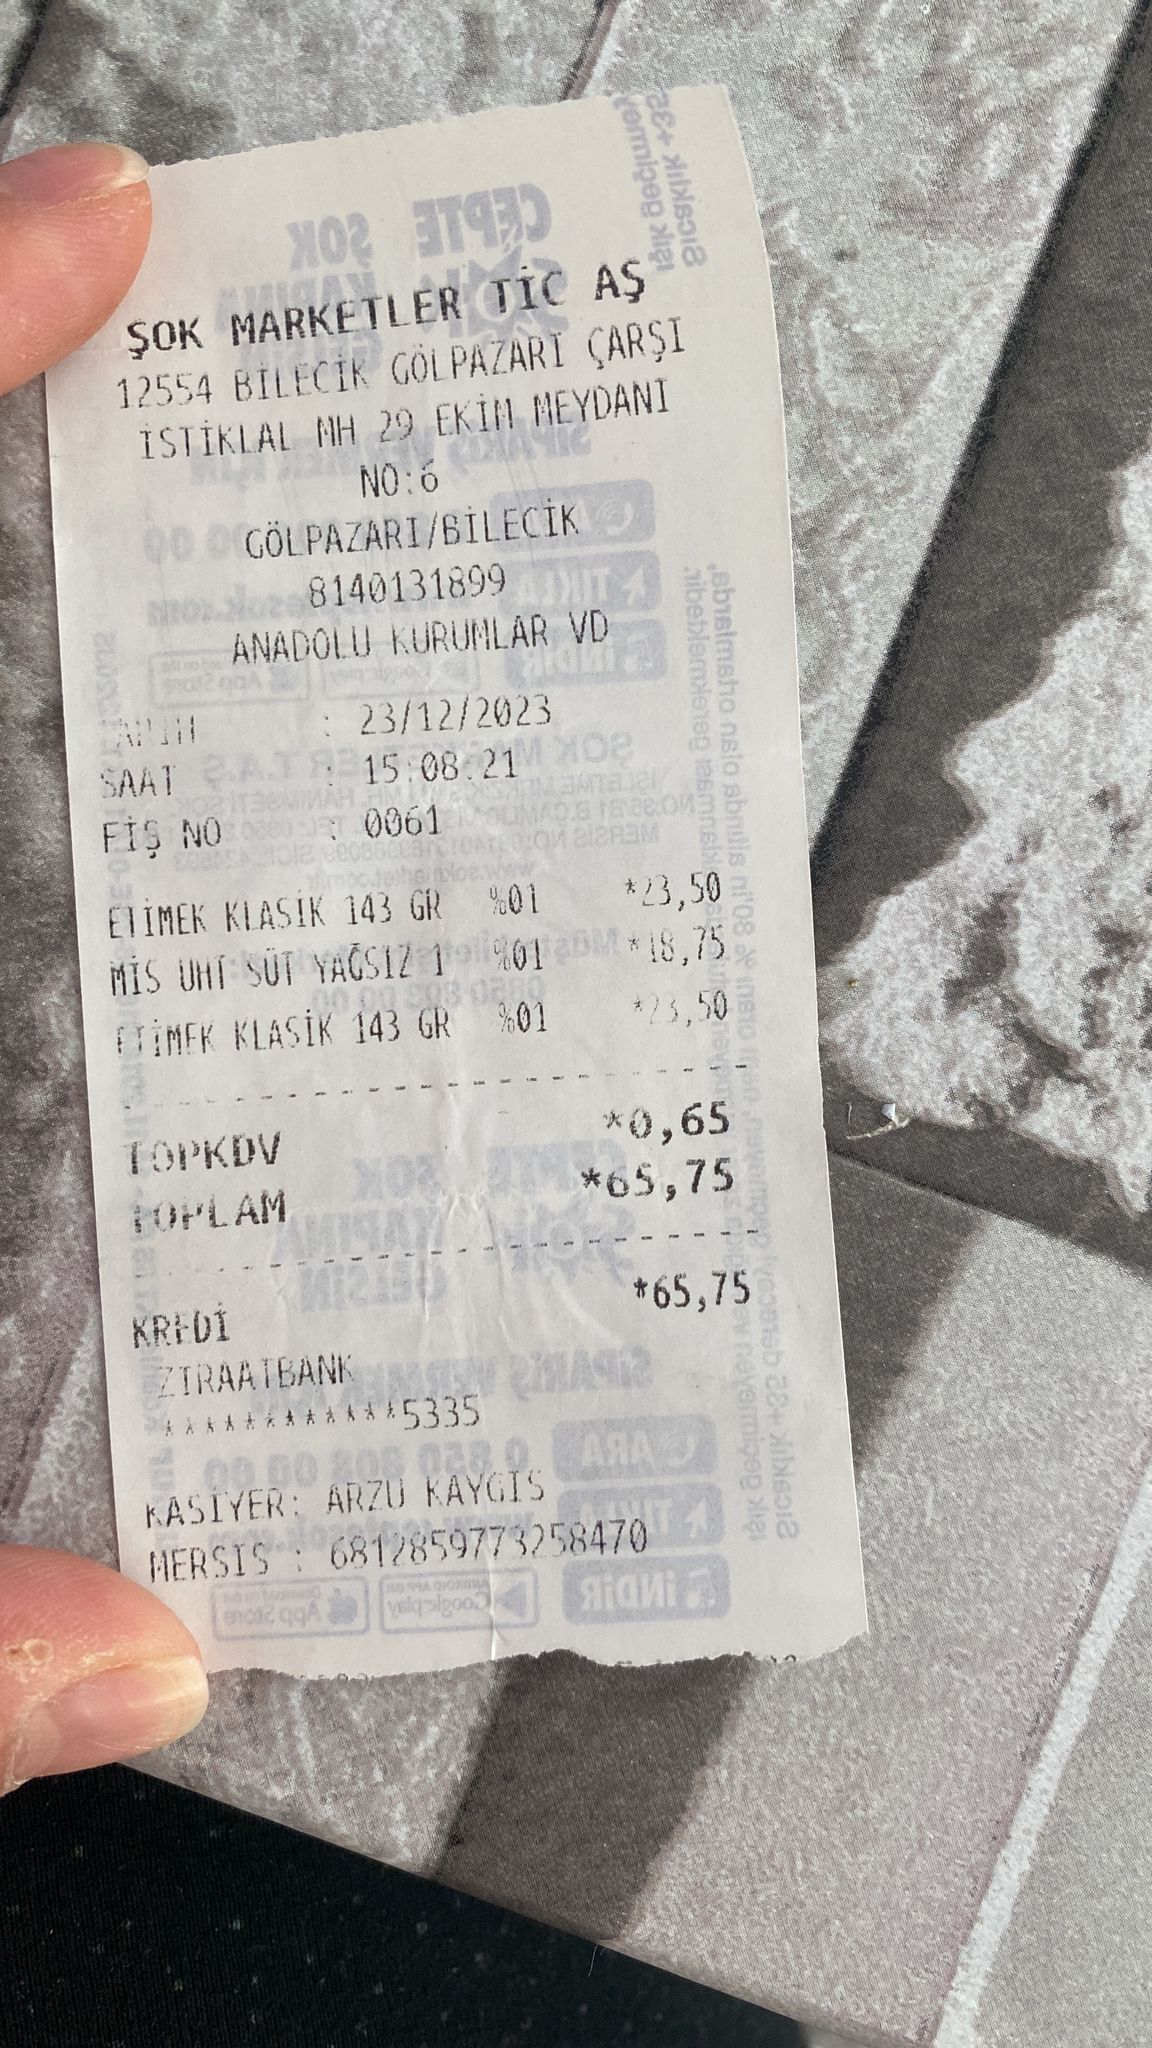 ŞOK MARKETLER TİC AŞ
12554 BİLECİK GÖLPAZARI ÇARŞI
İSTİKLAL MH 29 EKİM MEYDANI
NO:6
GÖLPAZARI/BİLECİK
8140131899
ANADOLU KURUMLAR VD
TARİH : 23/12/2023
SAAT : 15:08:21
FİŞ NO : 0061
ETİMEK KLASİK 143 GR %01 *23,50
MİS UHT SÜT YAĞSIZ 1 %01 *18,75
ETİMEK KLASİK 143 GR %01 *23,50
TOPKDV *0,65
TOPLAM *65,75
KREDİ *65,75
ZIRAATBANK
************5335
KASİYER: ARZU KAYGIS
MERSIS : 6812859773258470